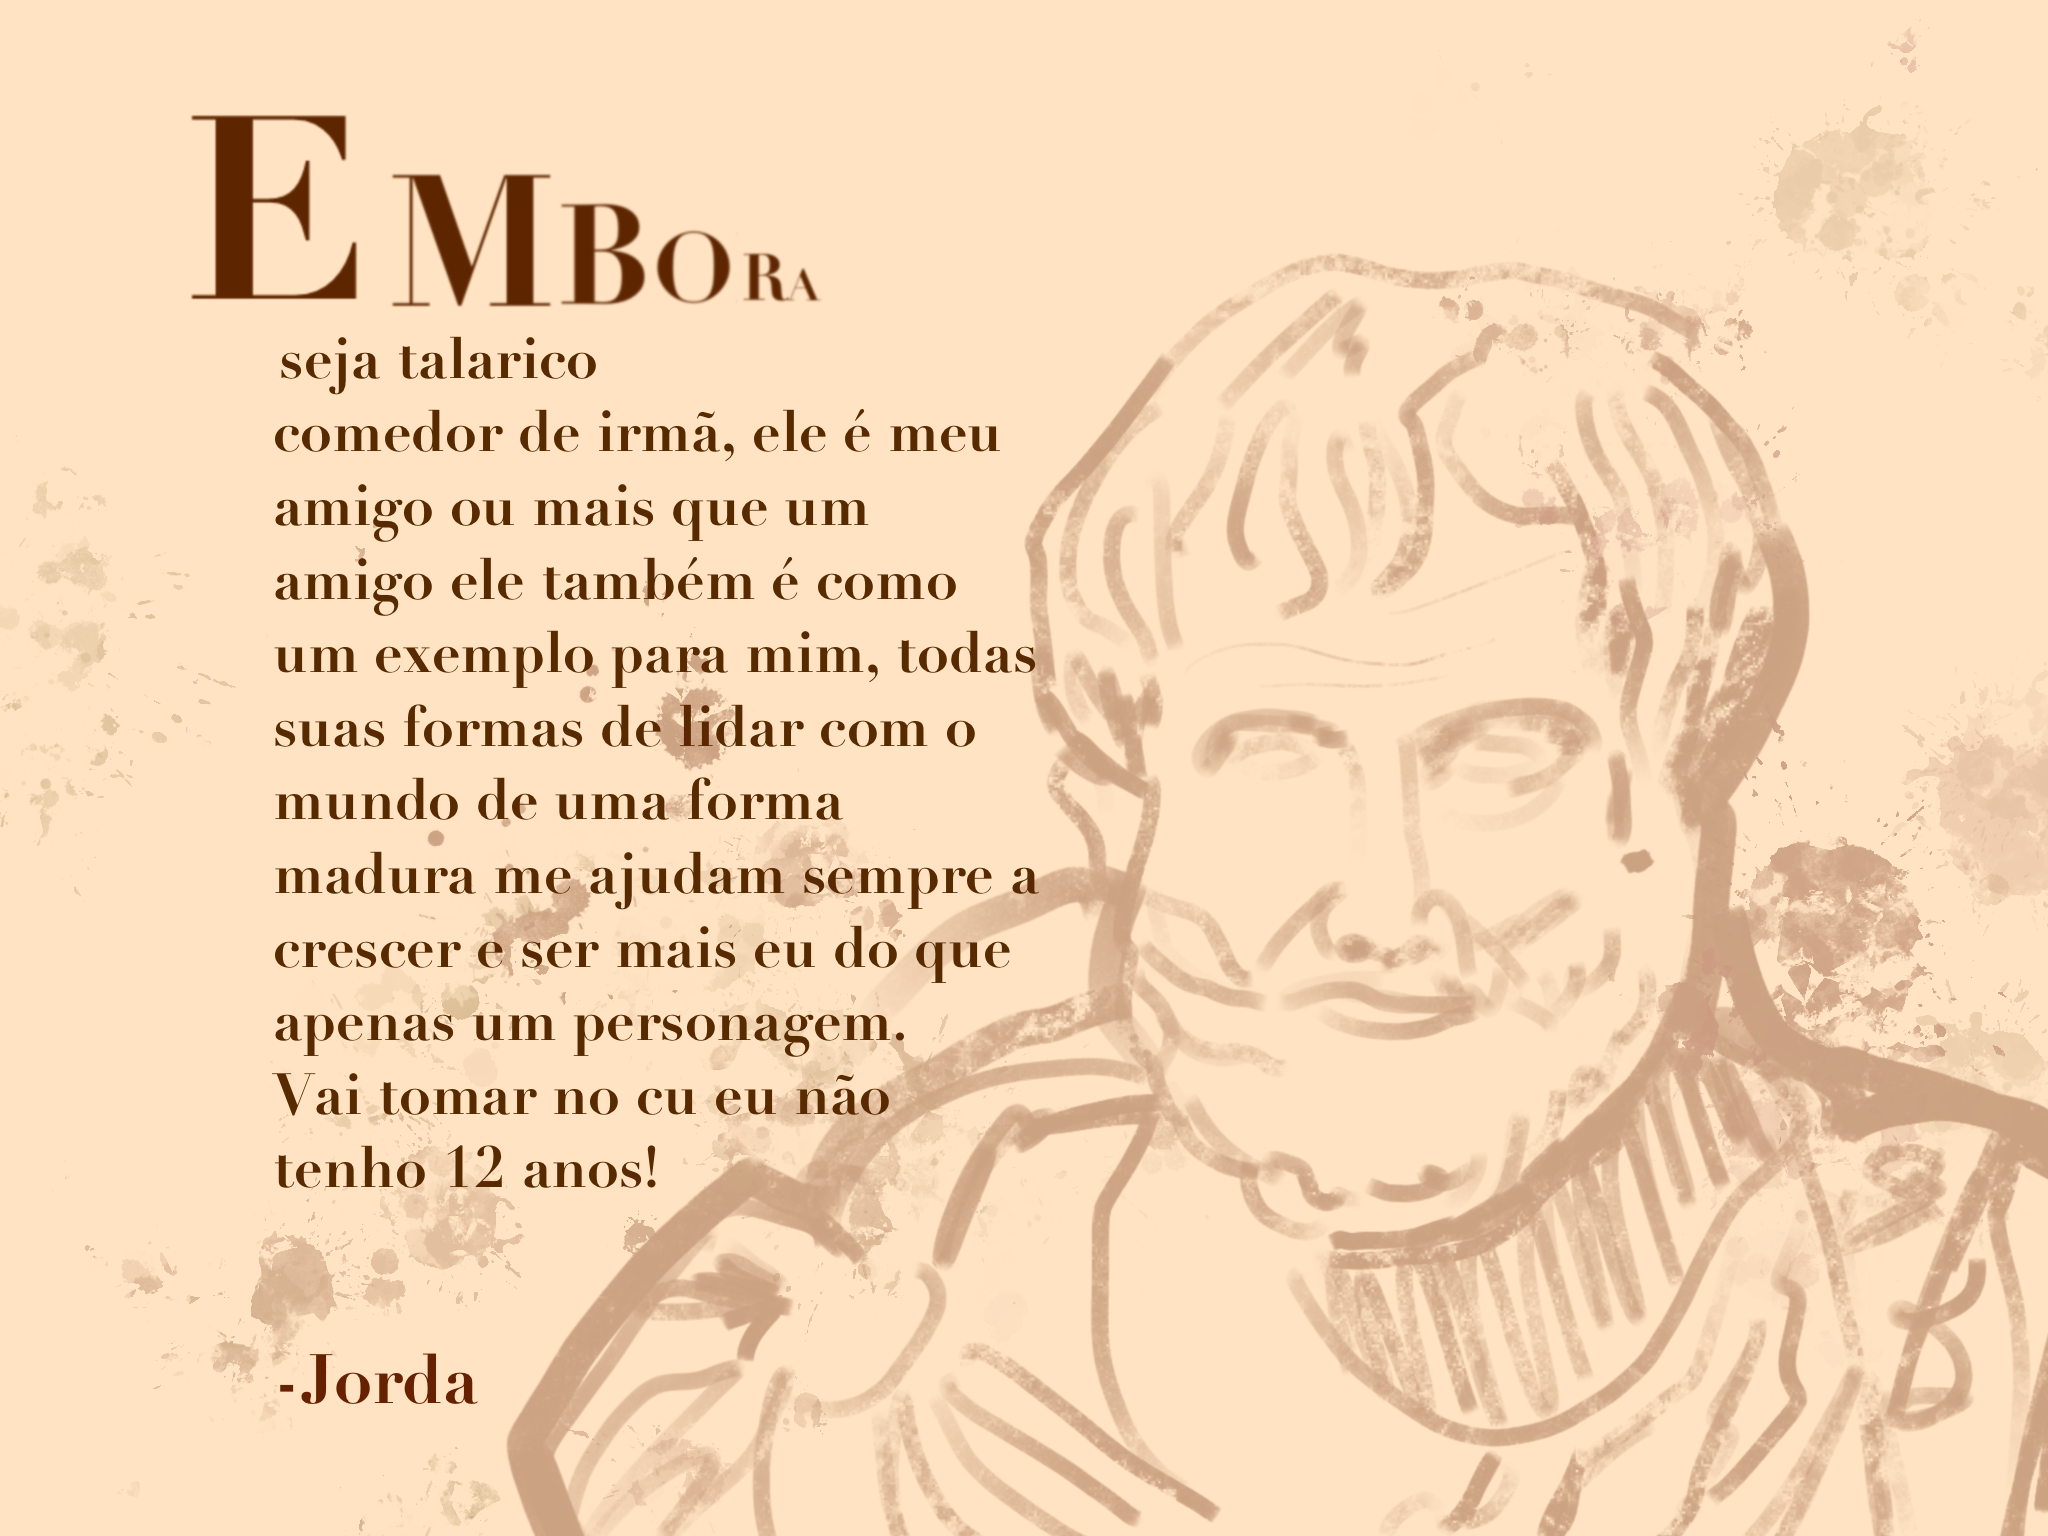 EMBORA
seja talarico
comedor de irmã, ele é meu
amigo ou mais que um
amigo ele também é como
um exemplo para mim, todas
suas formas de lidar com o
mundo de uma forma
madura me ajudam sempre a
crescer e ser mais eu do que
apenas um personagem.
Vai tomar no cu eu não
tenho 12 anos!
-Jorda